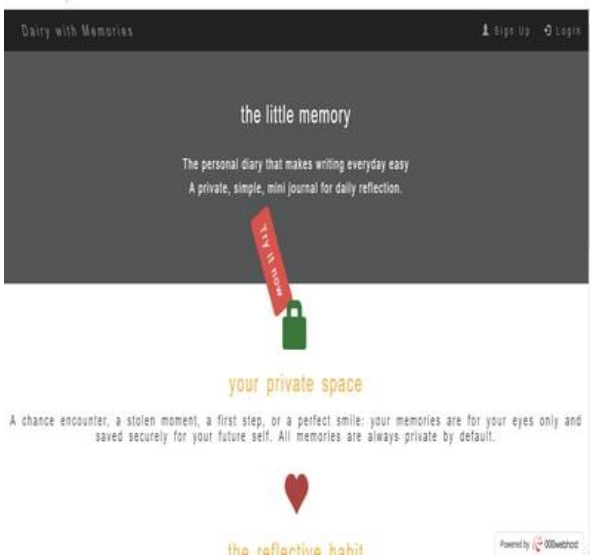 Dairy with Memories
Sign Up
Login
the little memory
The personal diary that makes writing everyday easy
A private, simple, mini journal for daily reflection.
Try it now
your private space
A chance encounter, a stolen moment, a first step, or a perfect smile: your memories are for your eyes only and
saved securely for your future self. All memories are always private by default.
the reflective habit
Powered by 000webhost